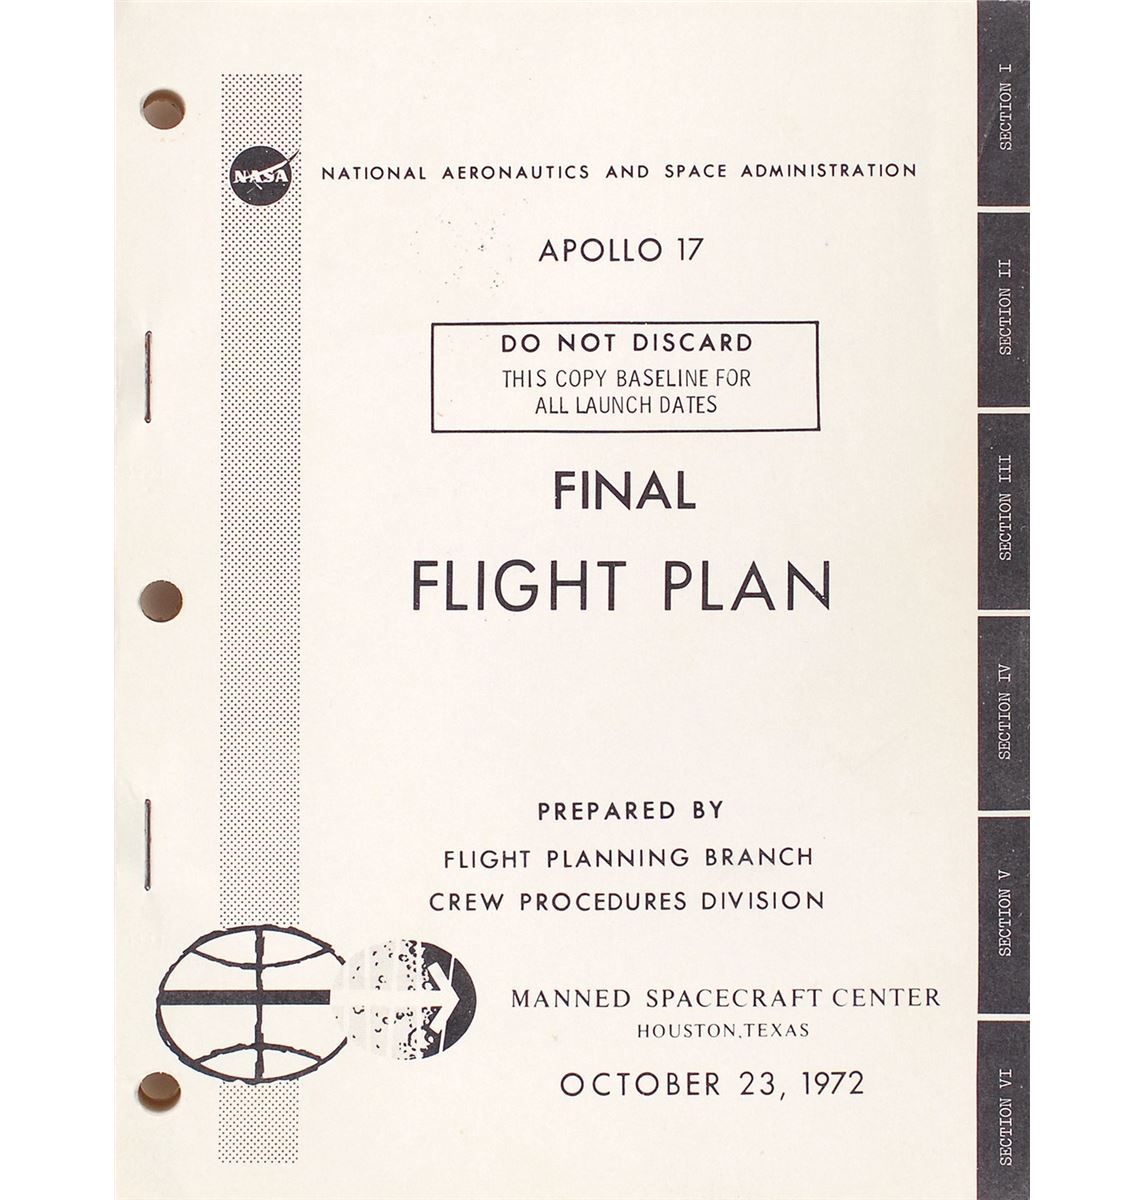 NASA
NATIONAL AERONAUTICS AND SPACE ADMINISTRATION
APOLLO 17
DO NOT DISCARD
THIS COPY BASELINE FOR
ALL LAUNCH DATES
FINAL
FLIGHT PLAN
PREPARED BY
FLIGHT PLANNING BRANCH
CREW PROCEDURES DIVISION
MANNED SPACECRAFT CENTER
HOUSTON, TEXAS
OCTOBER 23, 1972
SECTION I
SECTION II
SECTION III
SECTION IV
SECTION V
SECTION VI